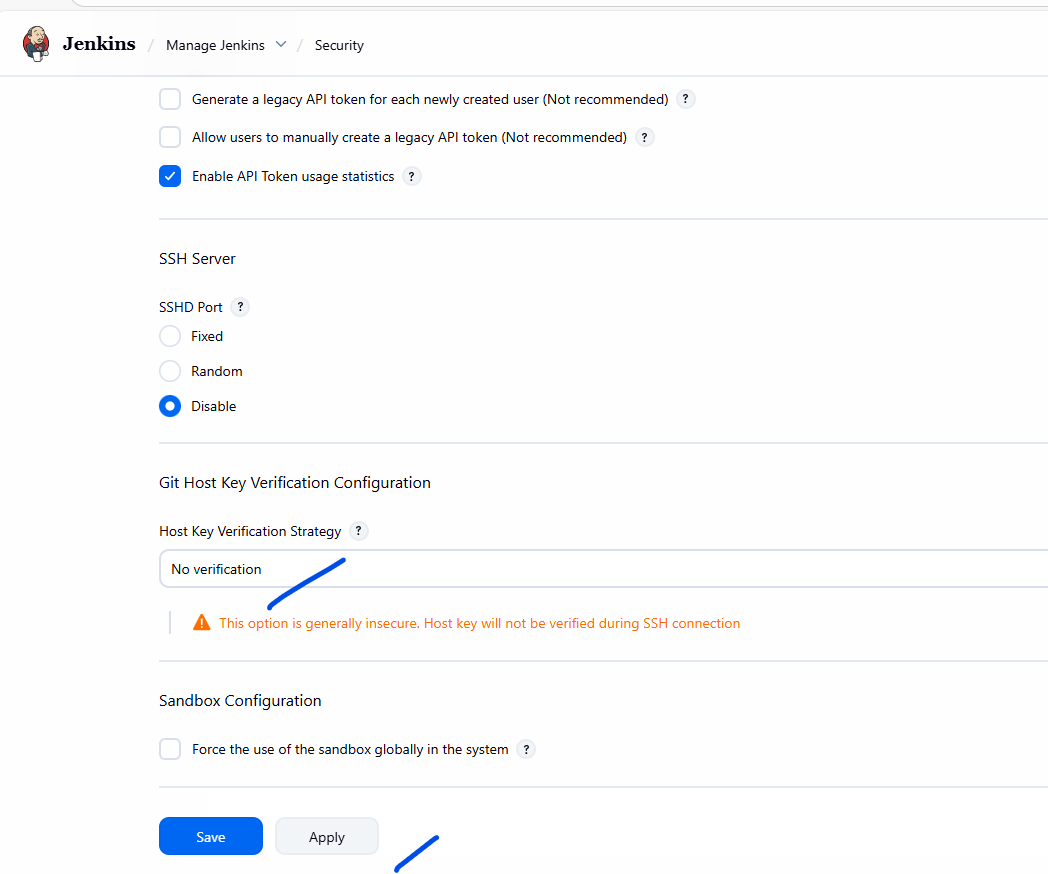 Jenkins / Manage Jenkins / Security
Generate a legacy API token for each newly created user (Not recommended) ?
Allow users to manually create a legacy API token (Not recommended) ?
Enable API Token usage statistics ?
SSH Server
SSHD Port ?
Fixed
Random
Disable
Git Host Key Verification Configuration
Host Key Verification Strategy ?
No verification
This option is generally insecure. Host key will not be verified during SSH connection
Sandbox Configuration
Force the use of the sandbox globally in the system ?
Save Apply